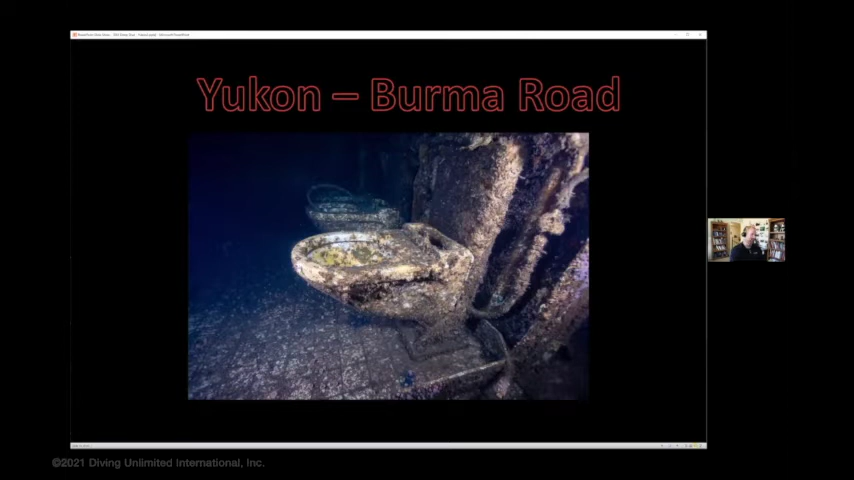 Yukon – Burma Road
©2021 Diving Unlimited International, Inc.